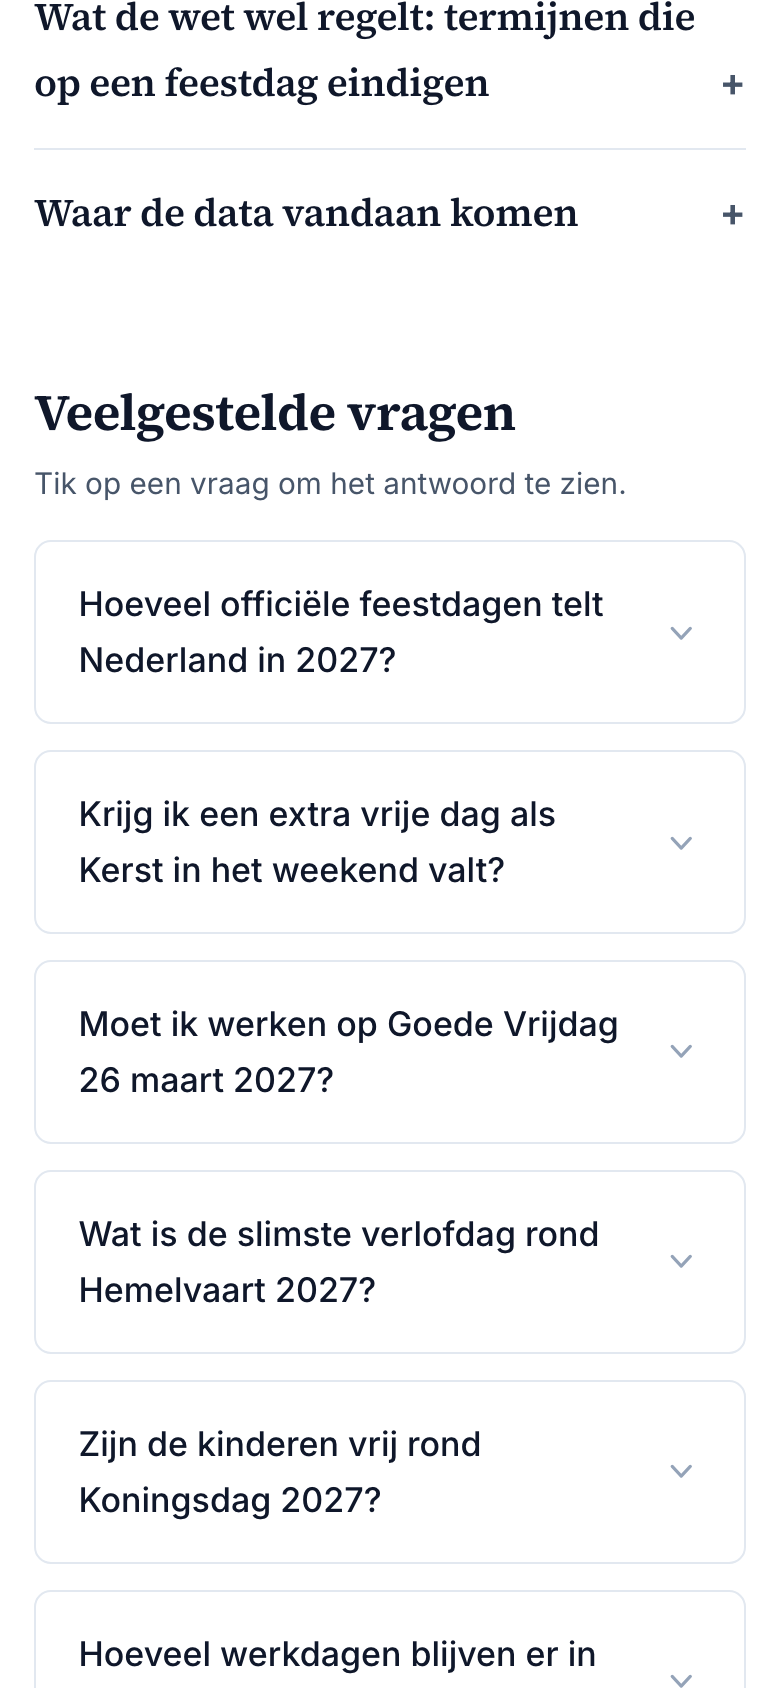 Wat de wet wel regelt: termijnen die
op een feestdag eindigen +
Waar de data vandaan komen +
Veelgestelde vragen
Tik op een vraag om het antwoord te zien.
Hoeveel officiële feestdagen telt
Nederland in 2027?
Krijg ik een extra vrije dag als
Kerst in het weekend valt?
Moet ik werken op Goede Vrijdag
26 maart 2027?
Wat is de slimste verlofdag rond
Hemelvaart 2027?
Zijn de kinderen vrij rond
Koningsdag 2027?
Hoeveel werkdagen blijven er in